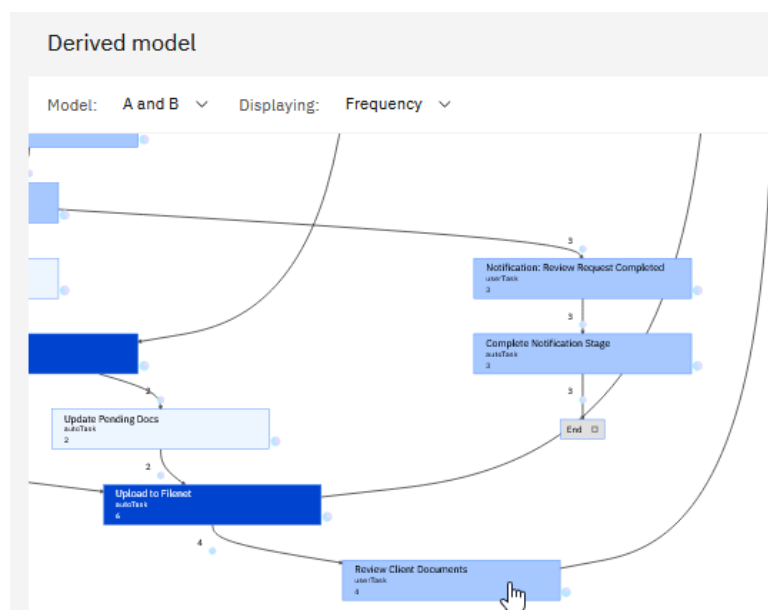 Derived model
Model: A and B Displaying: Frequency
3
Notification: Review Request Completed
userTask
3
3
Complete Notification Stage
autoTask
3
3
End
2
Update Pending Docs
autoTask
2
2
Upload to Filenet
autoTask
6
4
Review Client Documents
userTask
4